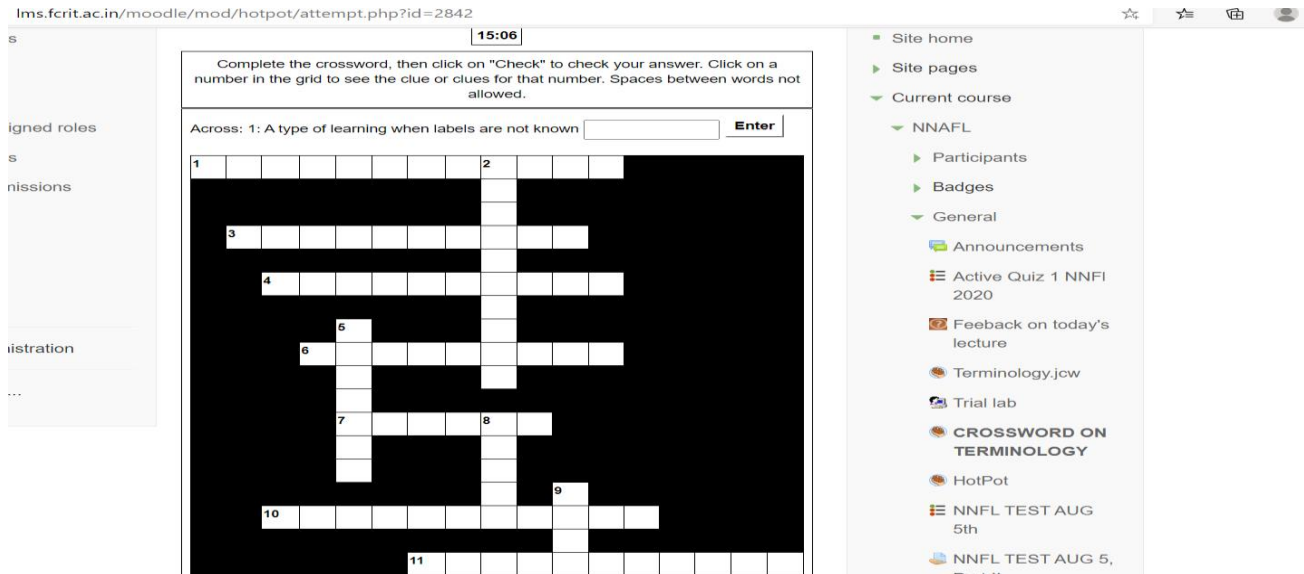 lms.fcrit.ac.in/moodle/mod/hotpot/attempt.php?id=2842
s
igned roles
s
nissions
istration
...
15:06
Complete the crossword, then click on "Check" to check your answer. Click on a
number in the grid to see the clue or clues for that number. Spaces between words not
allowed.
Across: 1: A type of learning when labels are not known
Enter
1 2
3
4
5
6
7 8
9
10
11
Site home
Site pages
Current course
NNAFL
Participants
Badges
General
Announcements
Active Quiz 1 NNFl
2020
Feeback on today's
lecture
Terminology.jcw
Trial lab
CROSSWORD ON
TERMINOLOGY
HotPot
NNFL TEST AUG
5th
NNFL TEST AUG 5,